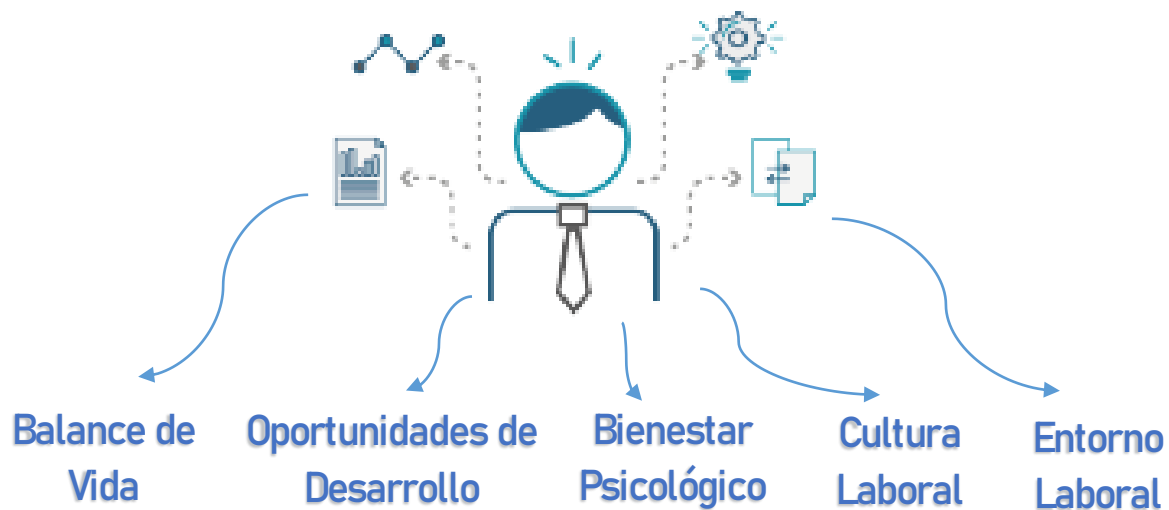 Balance de
Vida
Oportunidades de
Desarrollo
Bienestar
Psicológico
Cultura
Laboral
Entorno
Laboral